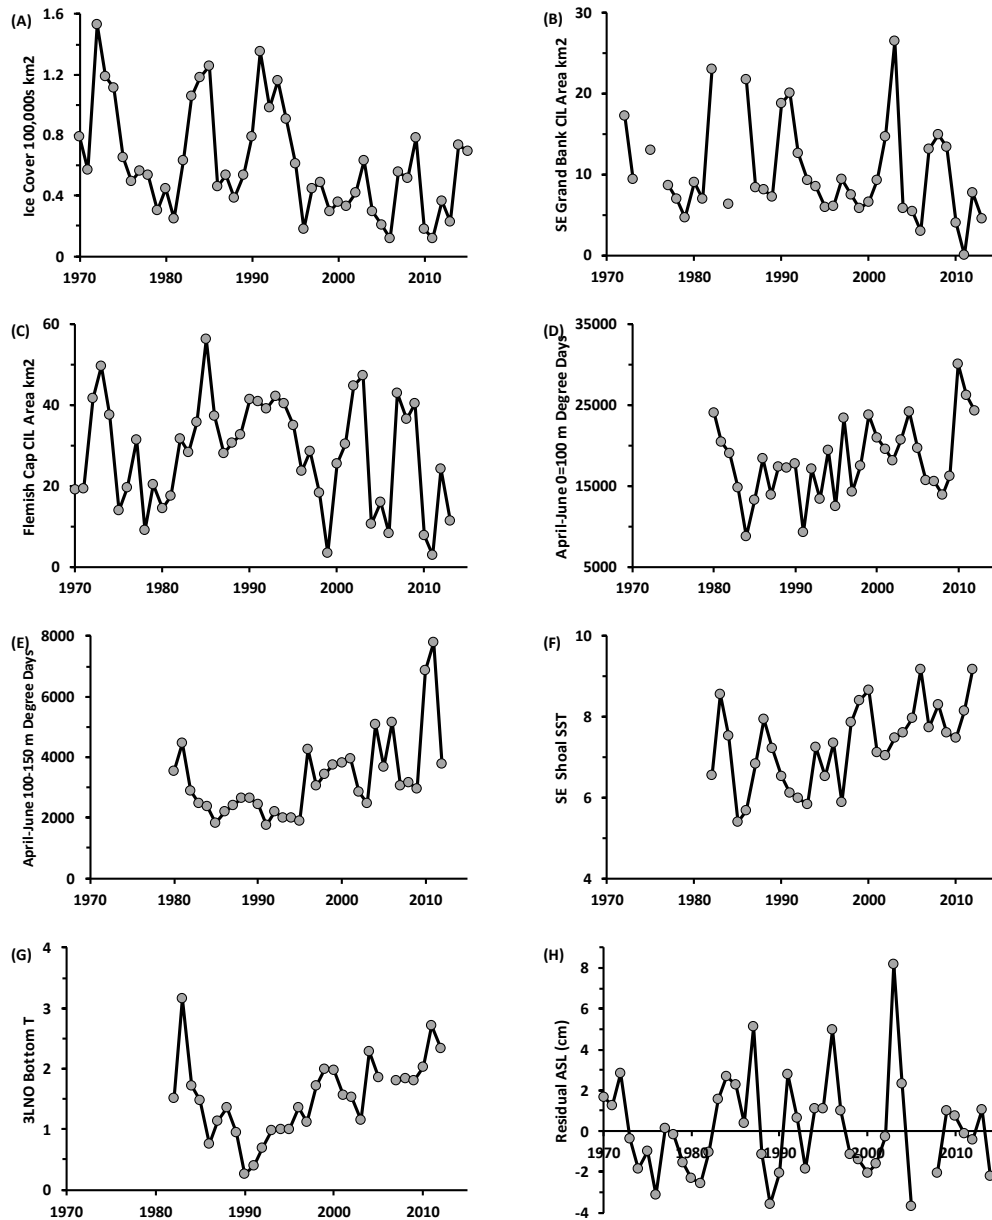 (A)
Ice Cover 100,000s km2
1.6
1.2
0.8
0.4
0
1970 1980 1990 2000 2010
(B)
SE Grand Bank CIL Area km2
30
20
10
0
1970 1980 1990 2000 2010
(C)
Flemish Cap CIL Area km2
60
40
20
0
1970 1980 1990 2000 2010
(D)
April-June 0=100 m Degree Days
35000
25000
15000
5000
1970 1980 1990 2000 2010
(E)
April-June 100-150 m Degree Days
8000
6000
4000
2000
0
1970 1980 1990 2000 2010
(F)
SE Shoal SST
10
8
6
4
1970 1980 1990 2000 2010
(G)
3LNO Bottom T
4
3
2
1
0
1970 1980 1990 2000 2010
(H)
Residual ASL (cm)
8
6
4
2
0
-2
-4
1970 1980 1990 2000 2010